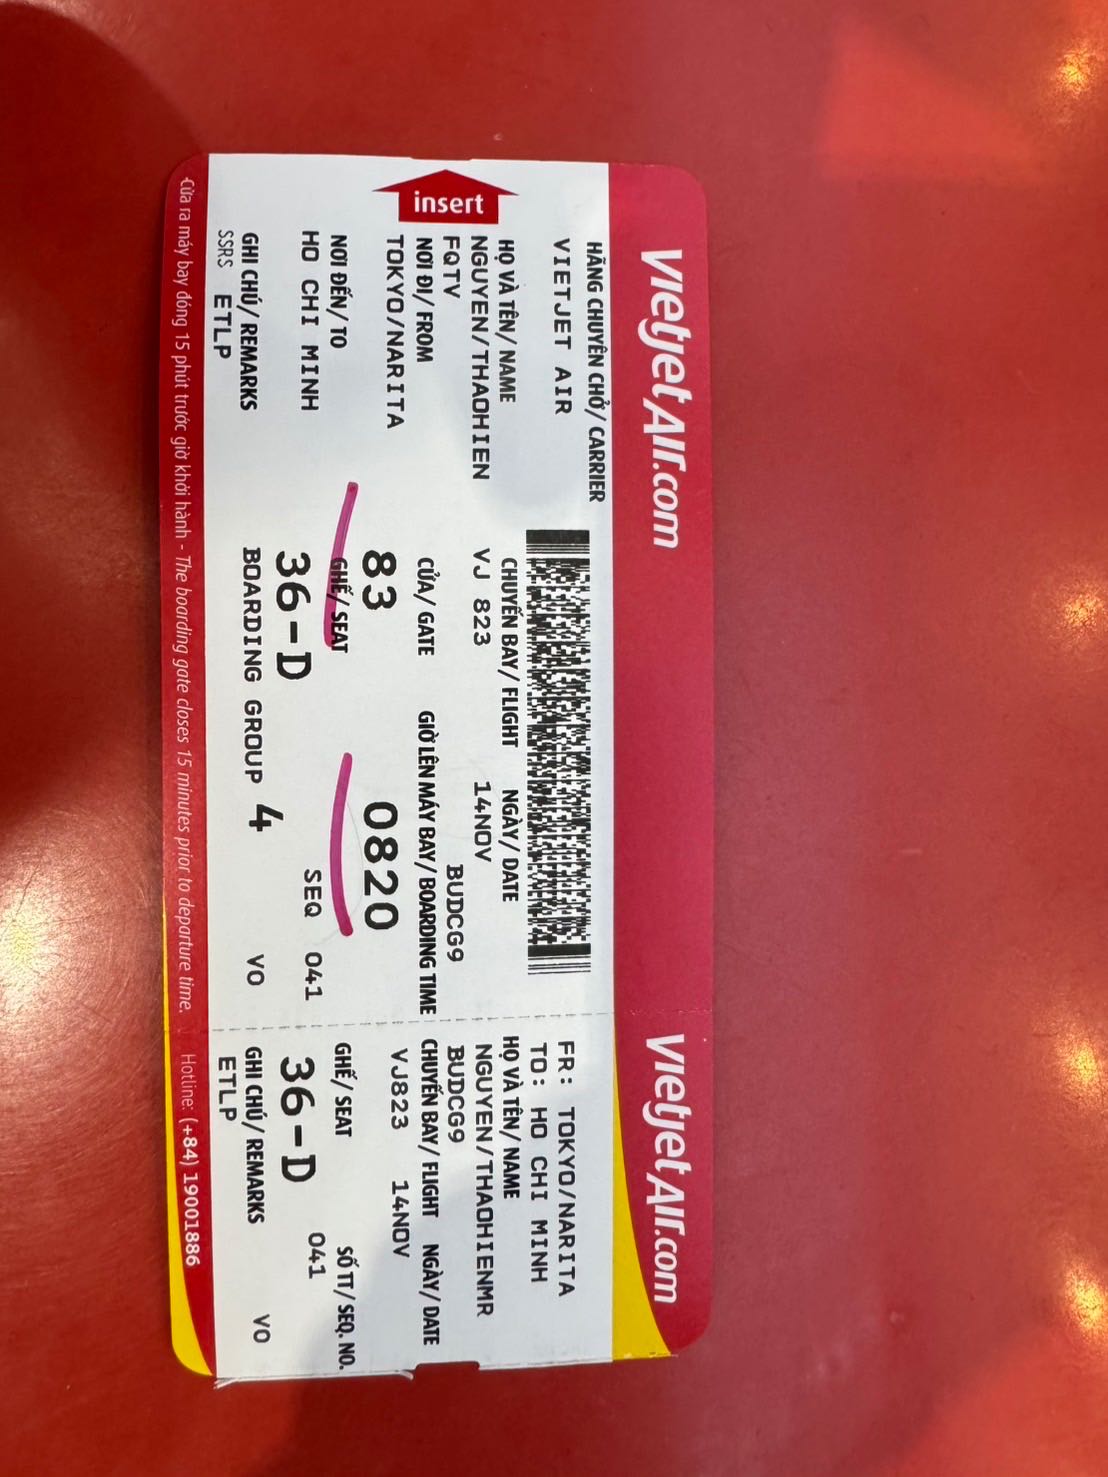 VietjetAir.com
HÃNG CHUYÊN CHỞ/ CARRIER
VIETJET AIR
insert
HỌ VÀ TÊN/ NAME
NGUYEN/THAOHIEN
CHUYẾN BAY/ FLIGHT NGÀY/ DATE
VJ 823 14NOV
FQTV BUDCG9
NƠI ĐI/ FROM CỬA/ GATE GIỜ LÊN MÁY BAY/ BOARDING TIME
TOKYO/NARITA 83 0820
NƠI ĐẾN/ TO GHẾ/ SEAT
HO CHI MINH 36-D SEQ 041
GHI CHÚ/ REMARKS BOARDING GROUP 4 VO
SSRS ETLP
Cửa ra máy bay đóng 15 phút trước giờ khởi hành - The boarding gate closes 15 minutes prior to departure time.
VietjetAir.com
FR: TOKYO/NARITA
TO: HO CHI MINH
HỌ VÀ TÊN/ NAME
NGUYEN/THAOHIENMR
BUDCG9
CHUYẾN BAY/ FLIGHT NGÀY/ DATE
VJ823 14NOV
GHẾ/ SEAT SỐ TT/ SEQ. NO.
36-D 041
GHI CHÚ/ REMARKS VO
ETLP
Hotline: (+84) 19001886